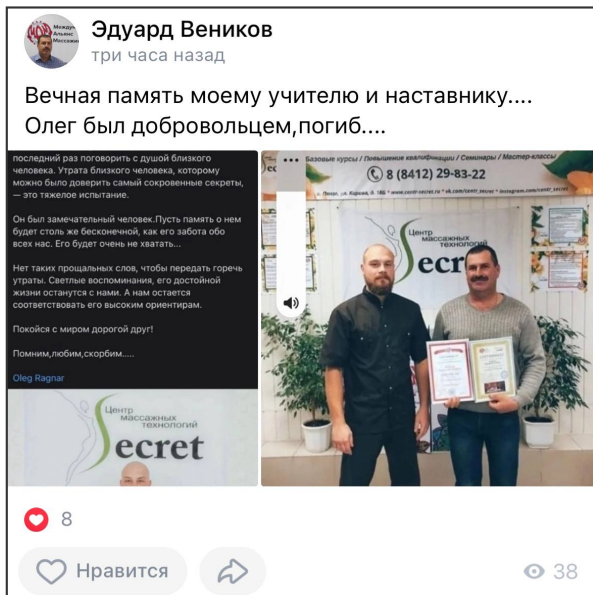 Эдуард Веников
три часа назад
Вечная память моему учителю и наставнику....
Олег был добровольцем,погиб....
последний раз поговорить с душой близкого
человека. Утрата близкого человека, которому
можно было доверить самый сокровенные секреты,
— это тяжелое испытание.
Он был замечательный человек.Пусть память о нем
будет столь же бесконечной, как его забота обо
всех нас. Его будет очень не хватать...
Нет таких прощальных слов, чтобы передать горечь
утраты. Светлые воспоминания, его достойной
жизни останутся с нами. А нам остается
соответствовать его высоким ориентирам.
Покойся с миром дорогой друг!
Помним,любим,скорбим.....
Oleg Ragnar
Центр
массажных
технологий
Secret
Базовые курсы / Повышение квалификации / Семинары / Мастер-классы
8 (8412) 29-83-22
Центр
массажных
технологий
8
Нравится
38